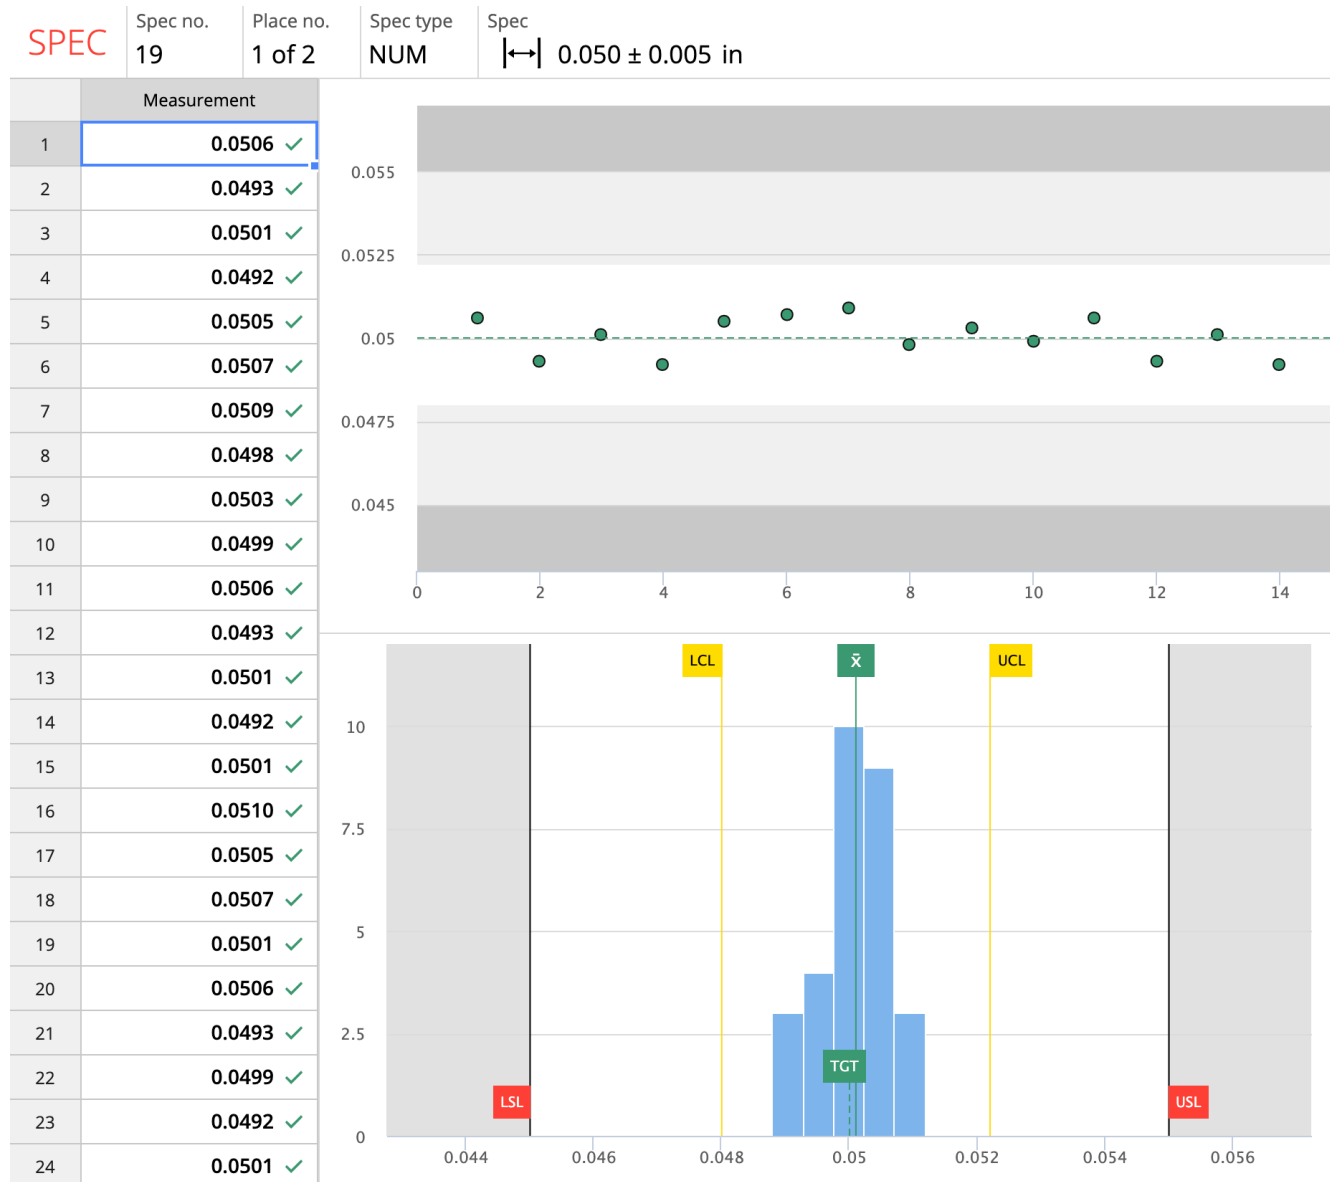 SPEC
Spec no.
19
Place no.
1 of 2
Spec type
NUM
Spec
0.050 ± 0.005 in
Measurement
1 0.0506
2 0.0493
3 0.0501
4 0.0492
5 0.0505
6 0.0507
7 0.0509
8 0.0498
9 0.0503
10 0.0499
11 0.0506
12 0.0493
13 0.0501
14 0.0492
15 0.0501
16 0.0510
17 0.0505
18 0.0507
19 0.0501
20 0.0506
21 0.0493
22 0.0499
23 0.0492
24 0.0501
0.055
0.0525
0.05
0.0475
0.045
0 2 4 6 8 10 12 14
LCL x̄ UCL
10
7.5
5
2.5
0
TGT
LSL USL
0.044 0.046 0.048 0.05 0.052 0.054 0.056